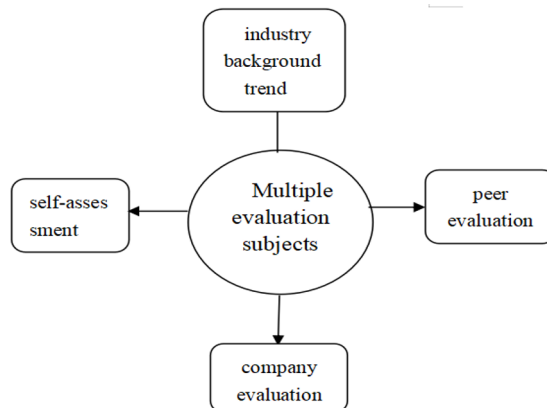 industry
background
trend
Multiple
evaluation
subjects
self-asses
sment
peer
evaluation
company
evaluation